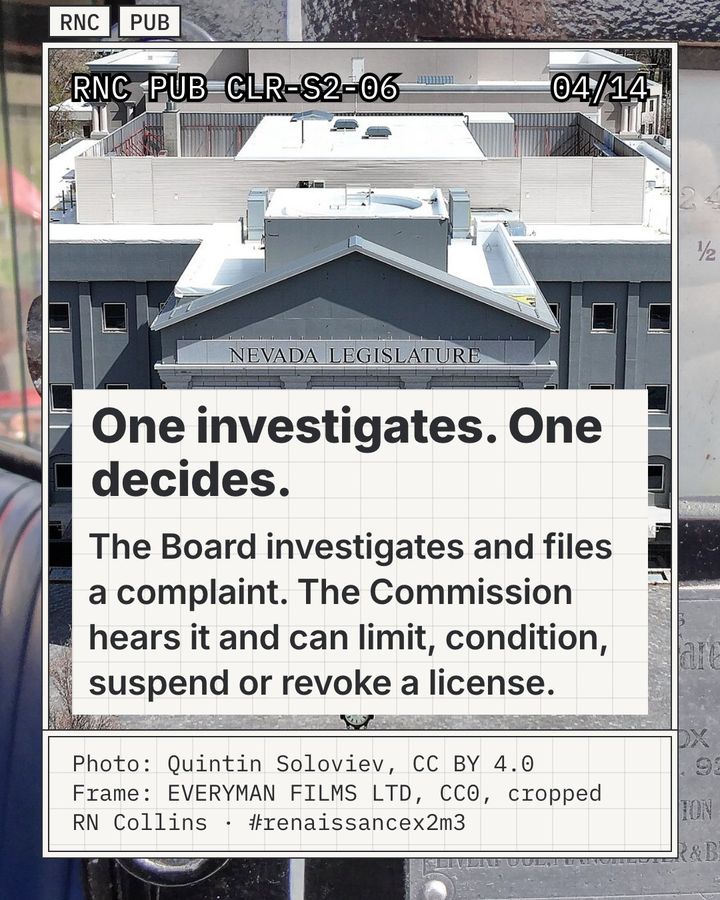 RNC PUB
RNC PUB CLR-S2-06 04/14
NEVADA LEGISLATURE
One investigates. One
decides.
The Board investigates and files
a complaint. The Commission
hears it and can limit, condition,
suspend or revoke a license.
Photo: Quintin Soloviev, CC BY 4.0
Frame: EVERYMAN FILMS LTD, CC0, cropped
RN Collins · #renaissancex2m3